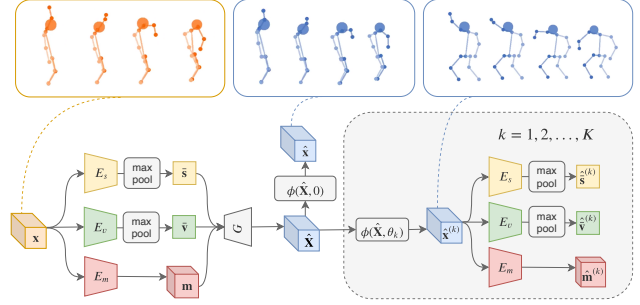 k = 1, 2, . . . , K
x̂
E_s
max
pool
s̄
E_s
max
pool
s̄̂^(k)
ϕ(X̂, 0)
x
E_v
max
pool
v̄
G
X̂
ϕ(X̂, θ_k)
x̂^(k)
E_v
max
pool
v̄̂^(k)
E_m
m
E_m
m̂^(k)